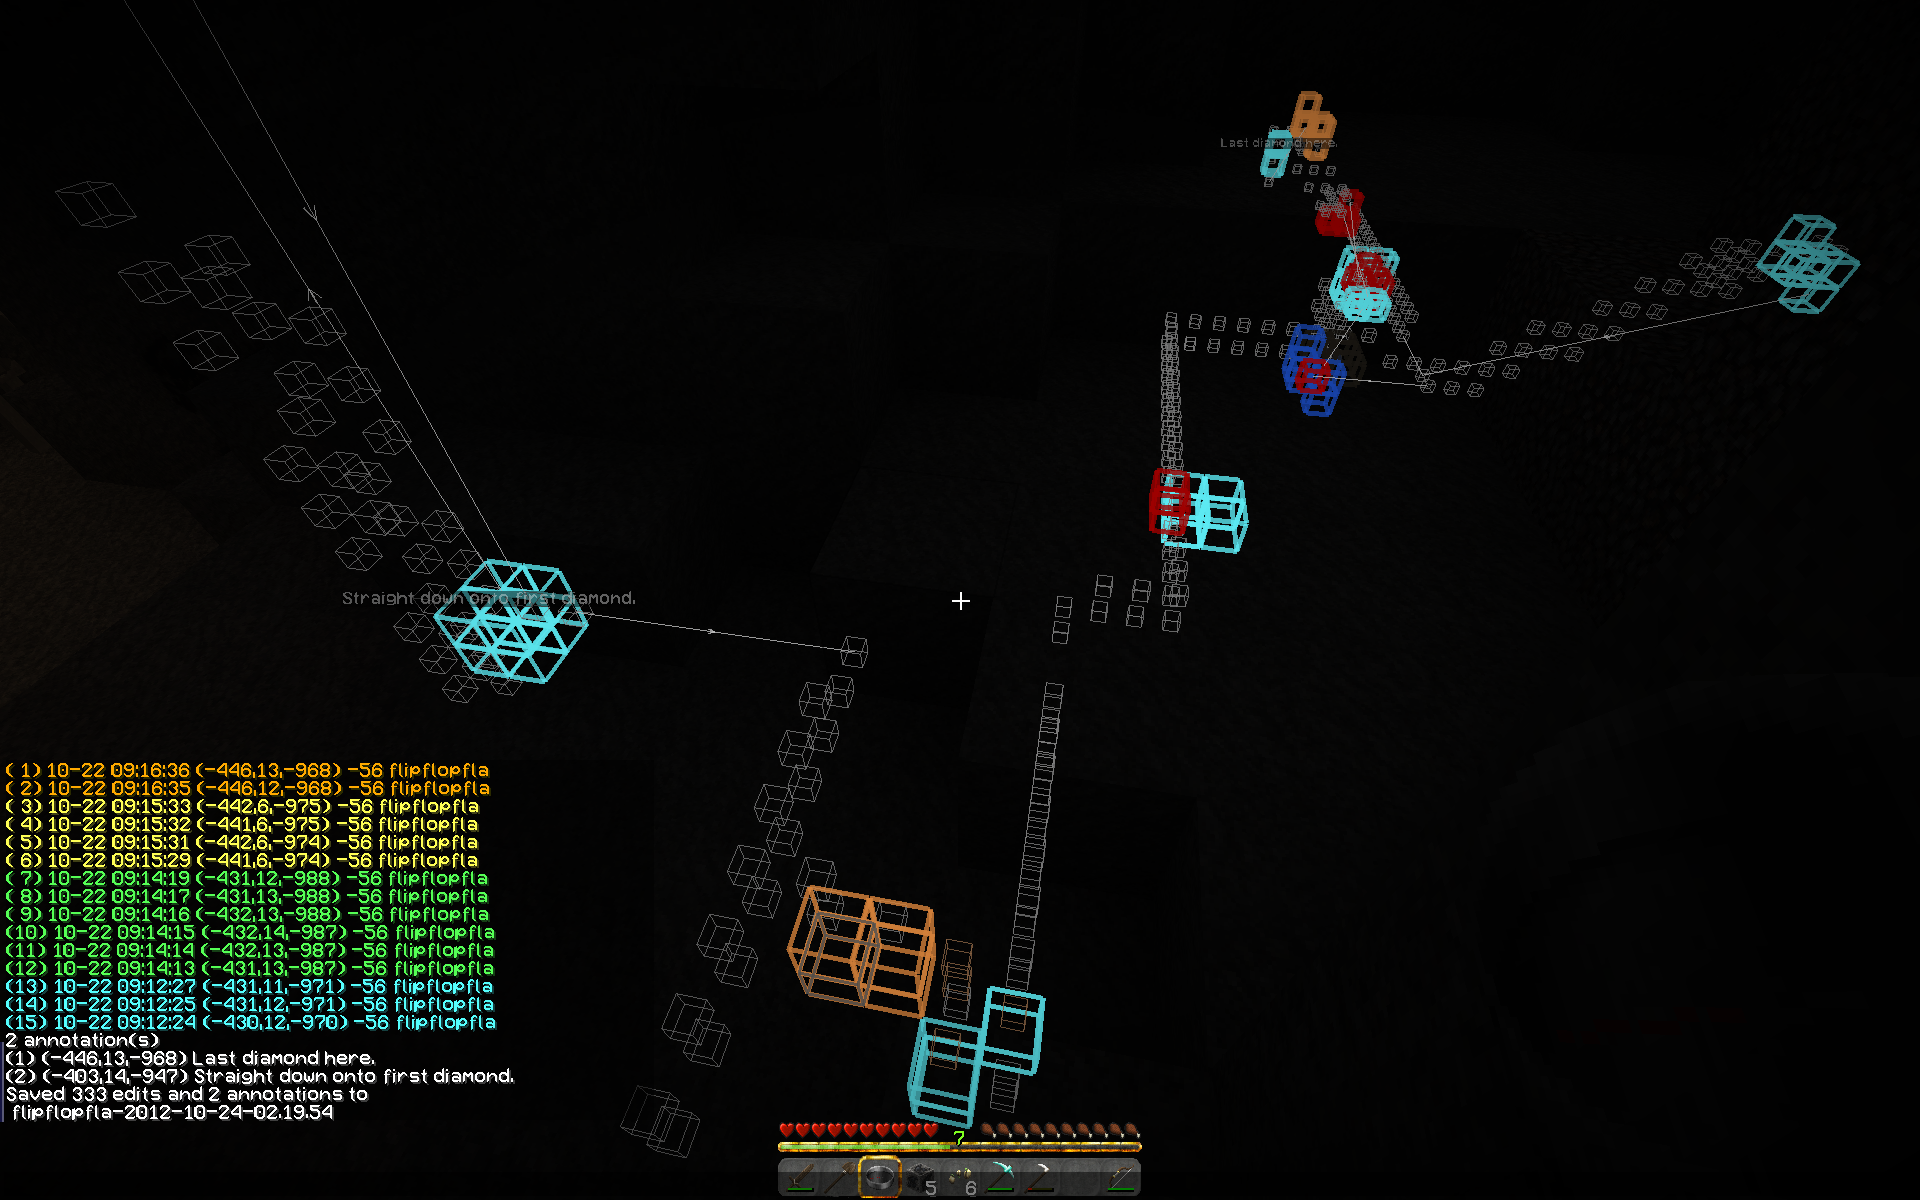 Last diamond here.
Straight down onto first diamond.
( 1) 10-22 09:16:36 (-446,13,-968) -56 flipflopfla
( 2) 10-22 09:16:35 (-446,12,-968) -56 flipflopfla
( 3) 10-22 09:15:33 (-442,6,-975) -56 flipflopfla
( 4) 10-22 09:15:32 (-441,6,-975) -56 flipflopfla
( 5) 10-22 09:15:31 (-442,6,-974) -56 flipflopfla
( 6) 10-22 09:15:29 (-441,6,-974) -56 flipflopfla
( 7) 10-22 09:14:19 (-431,12,-988) -56 flipflopfla
( 8) 10-22 09:14:17 (-431,13,-988) -56 flipflopfla
( 9) 10-22 09:14:16 (-432,13,-988) -56 flipflopfla
(10) 10-22 09:14:15 (-432,14,-987) -56 flipflopfla
(11) 10-22 09:14:14 (-432,13,-987) -56 flipflopfla
(12) 10-22 09:14:13 (-431,13,-987) -56 flipflopfla
(13) 10-22 09:12:27 (-431,11,-971) -56 flipflopfla
(14) 10-22 09:12:25 (-431,12,-971) -56 flipflopfla
(15) 10-22 09:12:24 (-430,12,-970) -56 flipflopfla
2 annotation(s)
(1) (-446,13,-968) Last diamond here.
(2) (-403,14,-947) Straight down onto first diamond.
Saved 333 edits and 2 annotations to
flipflopfla-2012-10-24-02.19.54
7
5 6